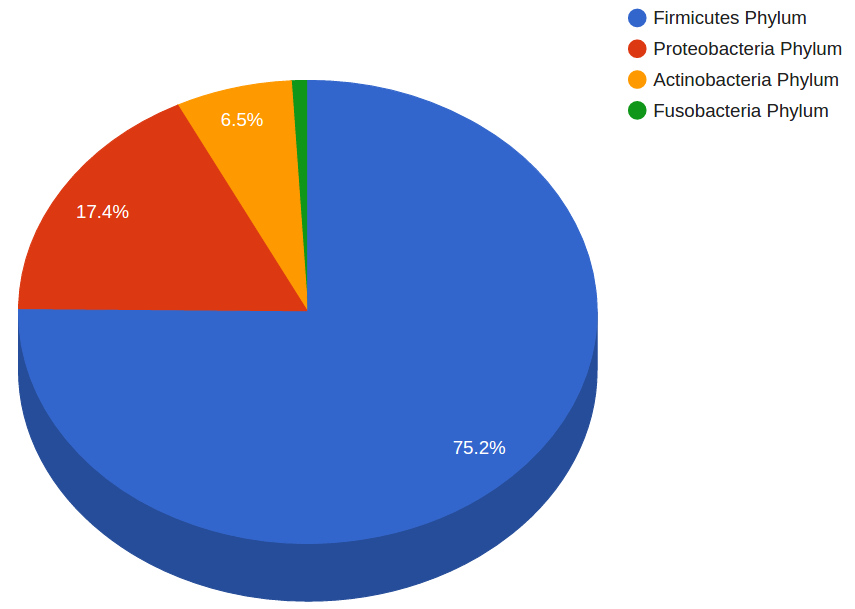 Firmicutes Phylum
Proteobacteria Phylum
Actinobacteria Phylum
Fusobacteria Phylum
6.5%
17.4%
75.2%